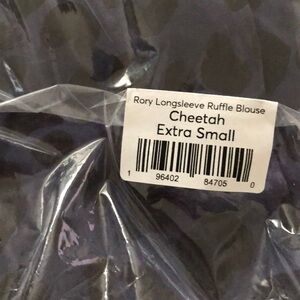 Rory Longsleeve Ruffle Blouse
Cheetah
Extra Small
1 96402 84705 0